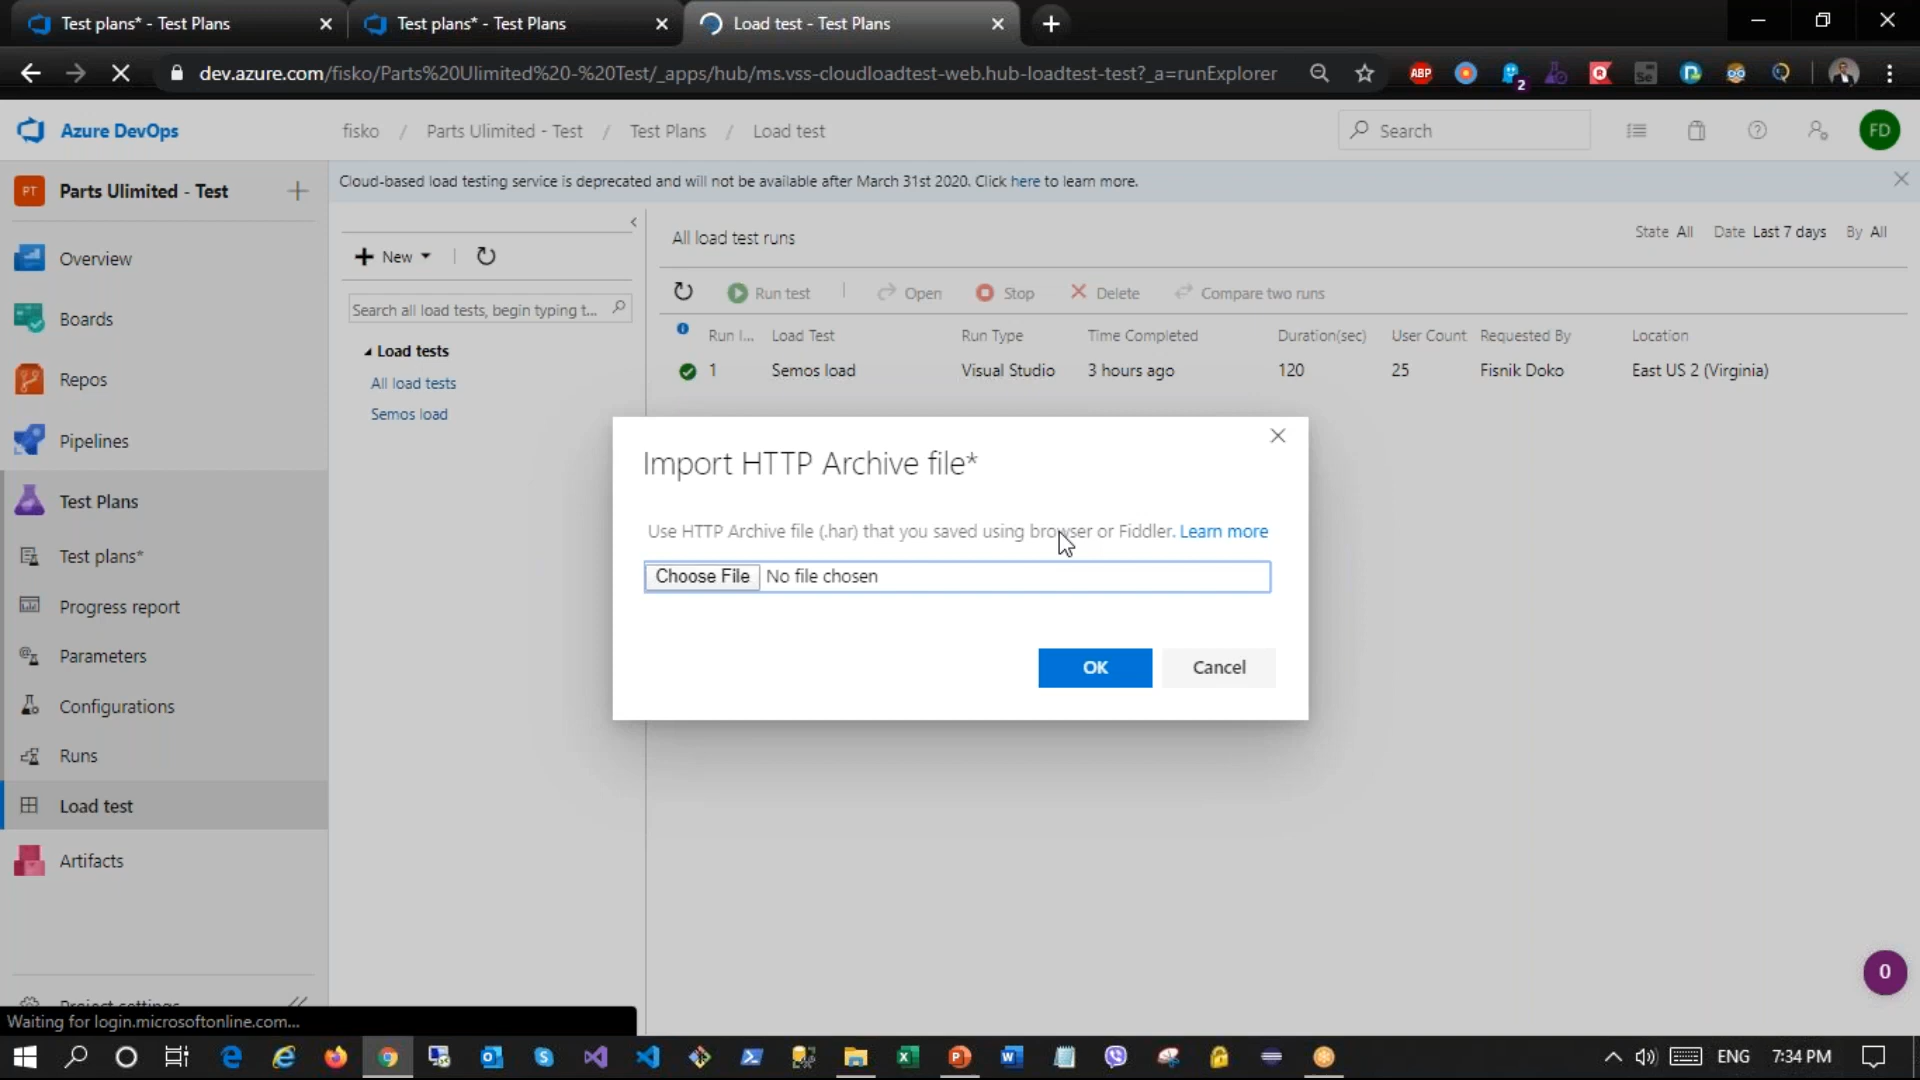 Test plans* - Test Plans
Test plans* - Test Plans
Load test - Test Plans
dev.azure.com/fisko/Parts%20Ulimited%20-%20Test/_apps/hub/ms.vss-cloudloadtest-web.hub-loadtest-test?_a=runExplorer
ABP
2
Azure DevOps
fisko / Parts Ulimited - Test / Test Plans / Load test
Search
FD
PT
Parts Ulimited - Test
Cloud-based load testing service is deprecated and will not be available after March 31st 2020. Click here to learn more.
Overview
Boards
Repos
Pipelines
Test Plans
Test plans*
Progress report
Parameters
Configurations
Runs
Load test
Artifacts
Project settings
New
Search all load tests, begin typing t...
Load tests
All load tests
Semos load
All load test runs
State All Date Last 7 days By All
Run test | Open Stop Delete Compare two runs
Run I... Load Test Run Type Time Completed Duration(sec) User Count Requested By Location
1 Semos load Visual Studio 3 hours ago 120 25 Fisnik Doko East US 2 (Virginia)
Import HTTP Archive file*
Use HTTP Archive file (.har) that you saved using browser or Fiddler. Learn more
Choose File No file chosen
OK
Cancel
0
Waiting for login.microsoftonline.com...
ENG 7:34 PM